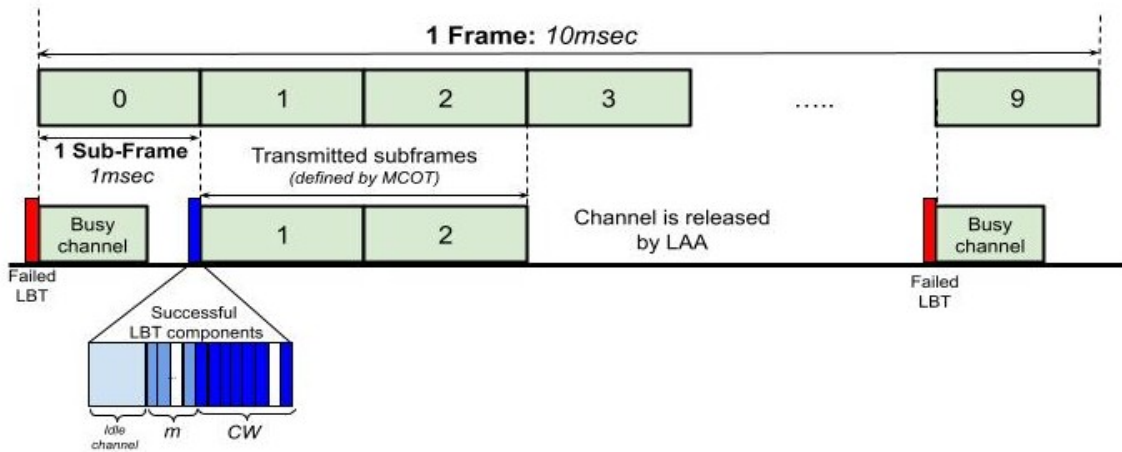 1 Frame: 10msec
0
1
2
3
.....
9
1 Sub-Frame
1msec
Transmitted subframes
(defined by MCOT)
Busy
channel
1
2
Channel is released
by LAA
Busy
channel
Failed
LBT
Failed
LBT
Successful
LBT components
...
Idle
channel
m
CW